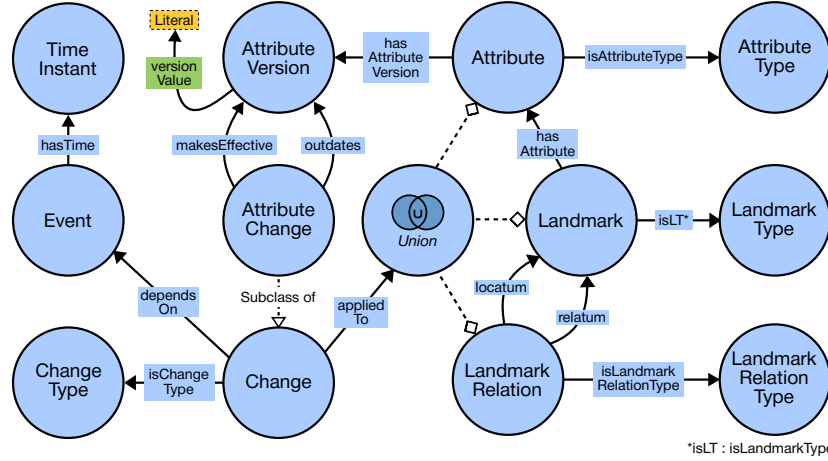 Literal
Time
Instant
Attribute
Version
has
Attribute
Version
Attribute
isAttributeType
Attribute
Type
version
Value
hasTime
makesEffective
outdates
has
Attribute
Event
Attribute
Change
U
Union
Landmark
isLT*
Landmark
Type
depends
On
Subclass of
applied
To
locatum
relatum
Change
Type
isChange
Type
Change
Landmark
Relation
isLandmark
RelationType
Landmark
Relation
Type
*isLT : isLandmarkType